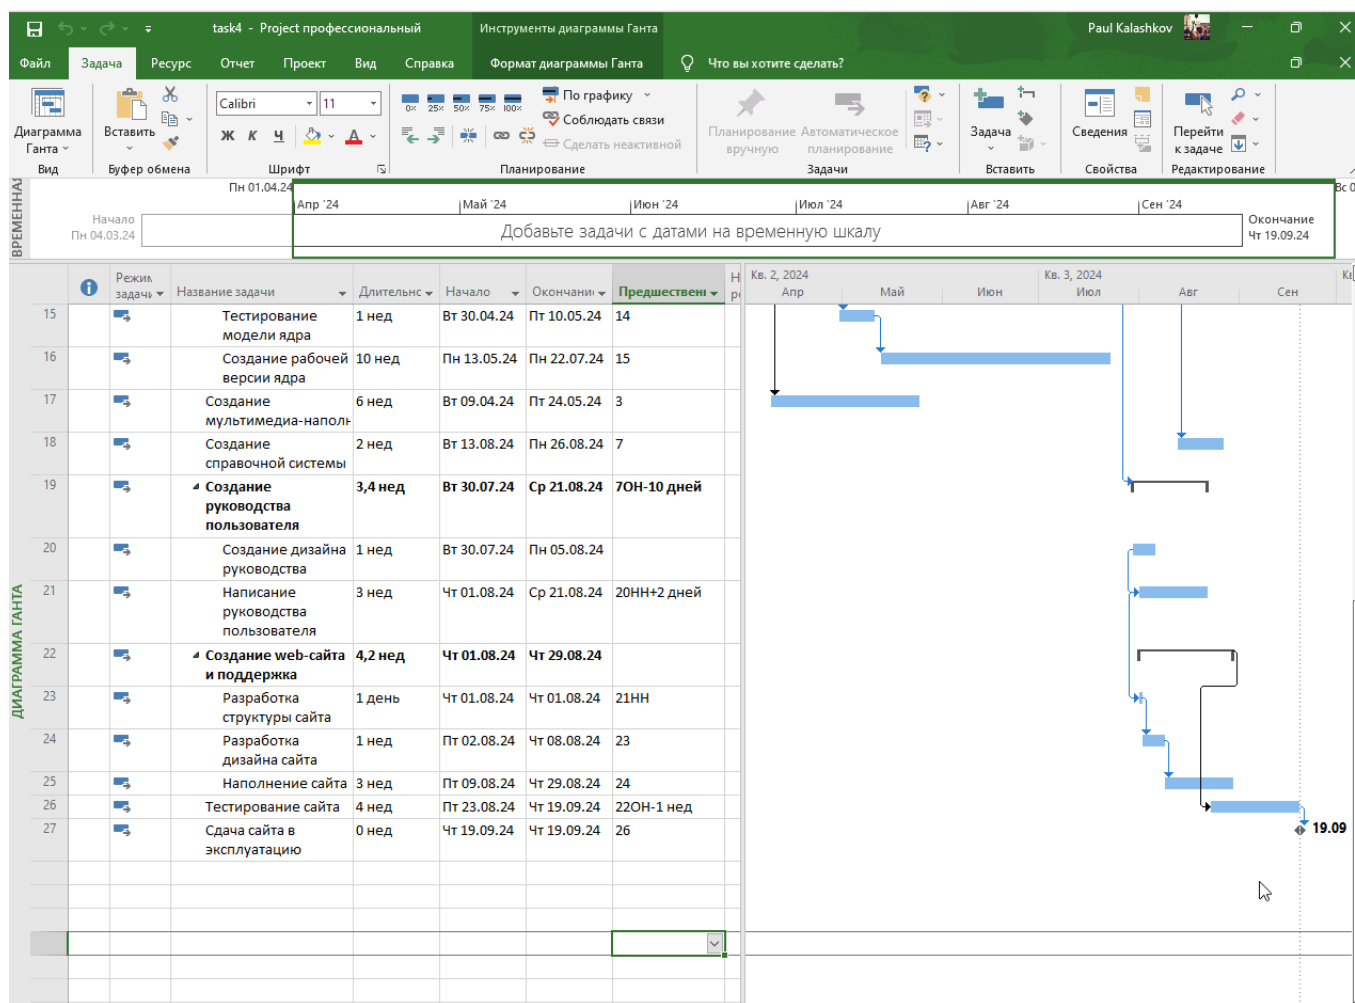 task4 - Project профессиональный
Инструменты диаграммы Ганта
Paul Kalashkov
Файл Задача Ресурс Отчет Проект Вид Справка Формат диаграммы Ганта Что вы хотите сделать?
Диаграмма Ганта
Вид
Вставить
Буфер обмена
Calibri 11
Ж К Ч А
Шрифт
0% 25% 50% 75% 100%
По графику
Соблюдать связи
Сделать неактивной
Планирование
Планирование вручную
Автоматическое планирование
Задачи
Задача
Вставить
Сведения
Свойства
Перейти к задаче
Редактирование
ВРЕМЕННАЯ
Пн 01.04.24
Апр '24 Май '24 Июн '24 Июл '24 Авг '24 Сен '24
Начало
Пн 04.03.24
Добавьте задачи с датами на временную шкалу
Окончание
Чт 19.09.24
ДИАГРАММА ГАНТА
Режим задачи Название задачи Длительнс Начало Окончани Предшествені
Кв. 2, 2024 Кв. 3, 2024
Апр Май Июн Июл Авг Сен
15 Тестирование модели ядра 1 нед Вт 30.04.24 Пт 10.05.24 14
16 Создание рабочей версии ядра 10 нед Пн 13.05.24 Пн 22.07.24 15
17 Создание мультимедиа-наполн 6 нед Вт 09.04.24 Пт 24.05.24 3
18 Создание справочной системы 2 нед Вт 13.08.24 Пн 26.08.24 7
19 Создание руководства пользователя 3,4 нед Вт 30.07.24 Ср 21.08.24 7ОН-10 дней
20 Создание дизайна руководства 1 нед Вт 30.07.24 Пн 05.08.24
21 Написание руководства пользователя 3 нед Чт 01.08.24 Ср 21.08.24 20НН+2 дней
22 Создание web-сайта и поддержка 4,2 нед Чт 01.08.24 Чт 29.08.24
23 Разработка структуры сайта 1 день Чт 01.08.24 Чт 01.08.24 21НН
24 Разработка дизайна сайта 1 нед Пт 02.08.24 Чт 08.08.24 23
25 Наполнение сайта 3 нед Пт 09.08.24 Чт 29.08.24 24
26 Тестирование сайта 4 нед Пт 23.08.24 Чт 19.09.24 22ОН-1 нед
27 Сдача сайта в эксплуатацию 0 нед Чт 19.09.24 Чт 19.09.24 26
19.09